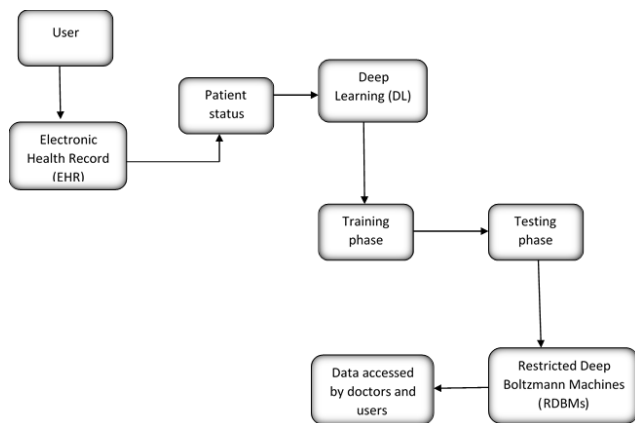 User
Electronic
Health Record
(EHR)
Patient
status
Deep
Learning (DL)
Training
phase
Testing
phase
Restricted Deep
Boltzmann Machines
(RDBMs)
Data accessed
by doctors and
users